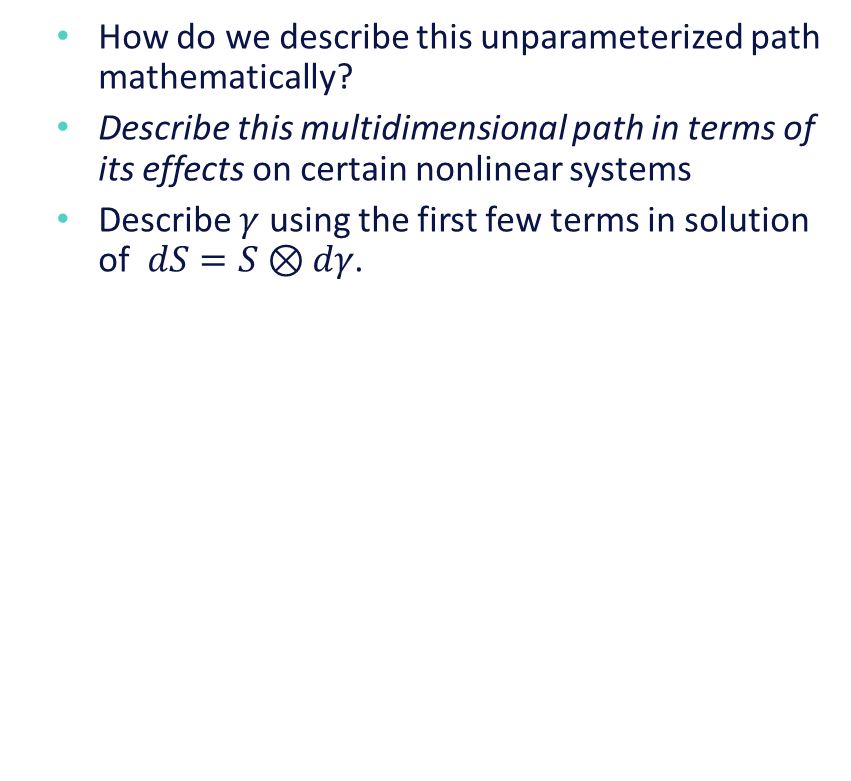 • How do we describe this unparameterized path
mathematically?
• Describe this multidimensional path in terms of
its effects on certain nonlinear systems
• Describe 𝛾 using the first few terms in solution
of 𝑑𝑆 = 𝑆 ⊗ 𝑑𝛾.